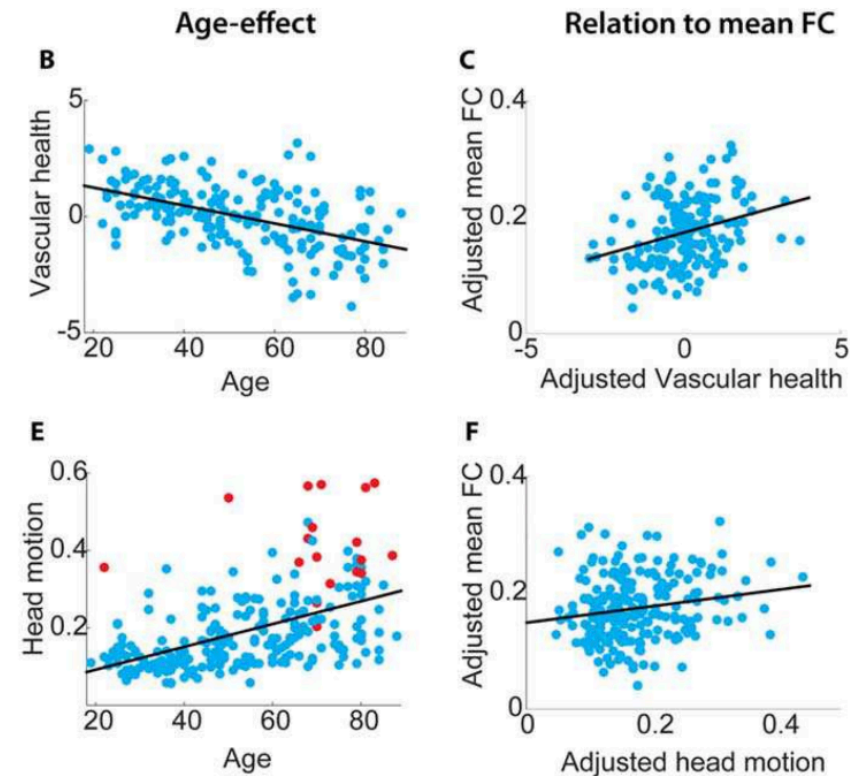 Age-effect
Relation to mean FC
B
5
0
-5
Vascular health
20 40 60 80
Age
C
0.4
0.2
0
Adjusted mean FC
-5 0 5
Adjusted Vascular health
E
0.6
0.4
0.2
Head motion
20 40 60 80
Age
F
0.4
0.2
0
Adjusted mean FC
0 0.2 0.4
Adjusted head motion